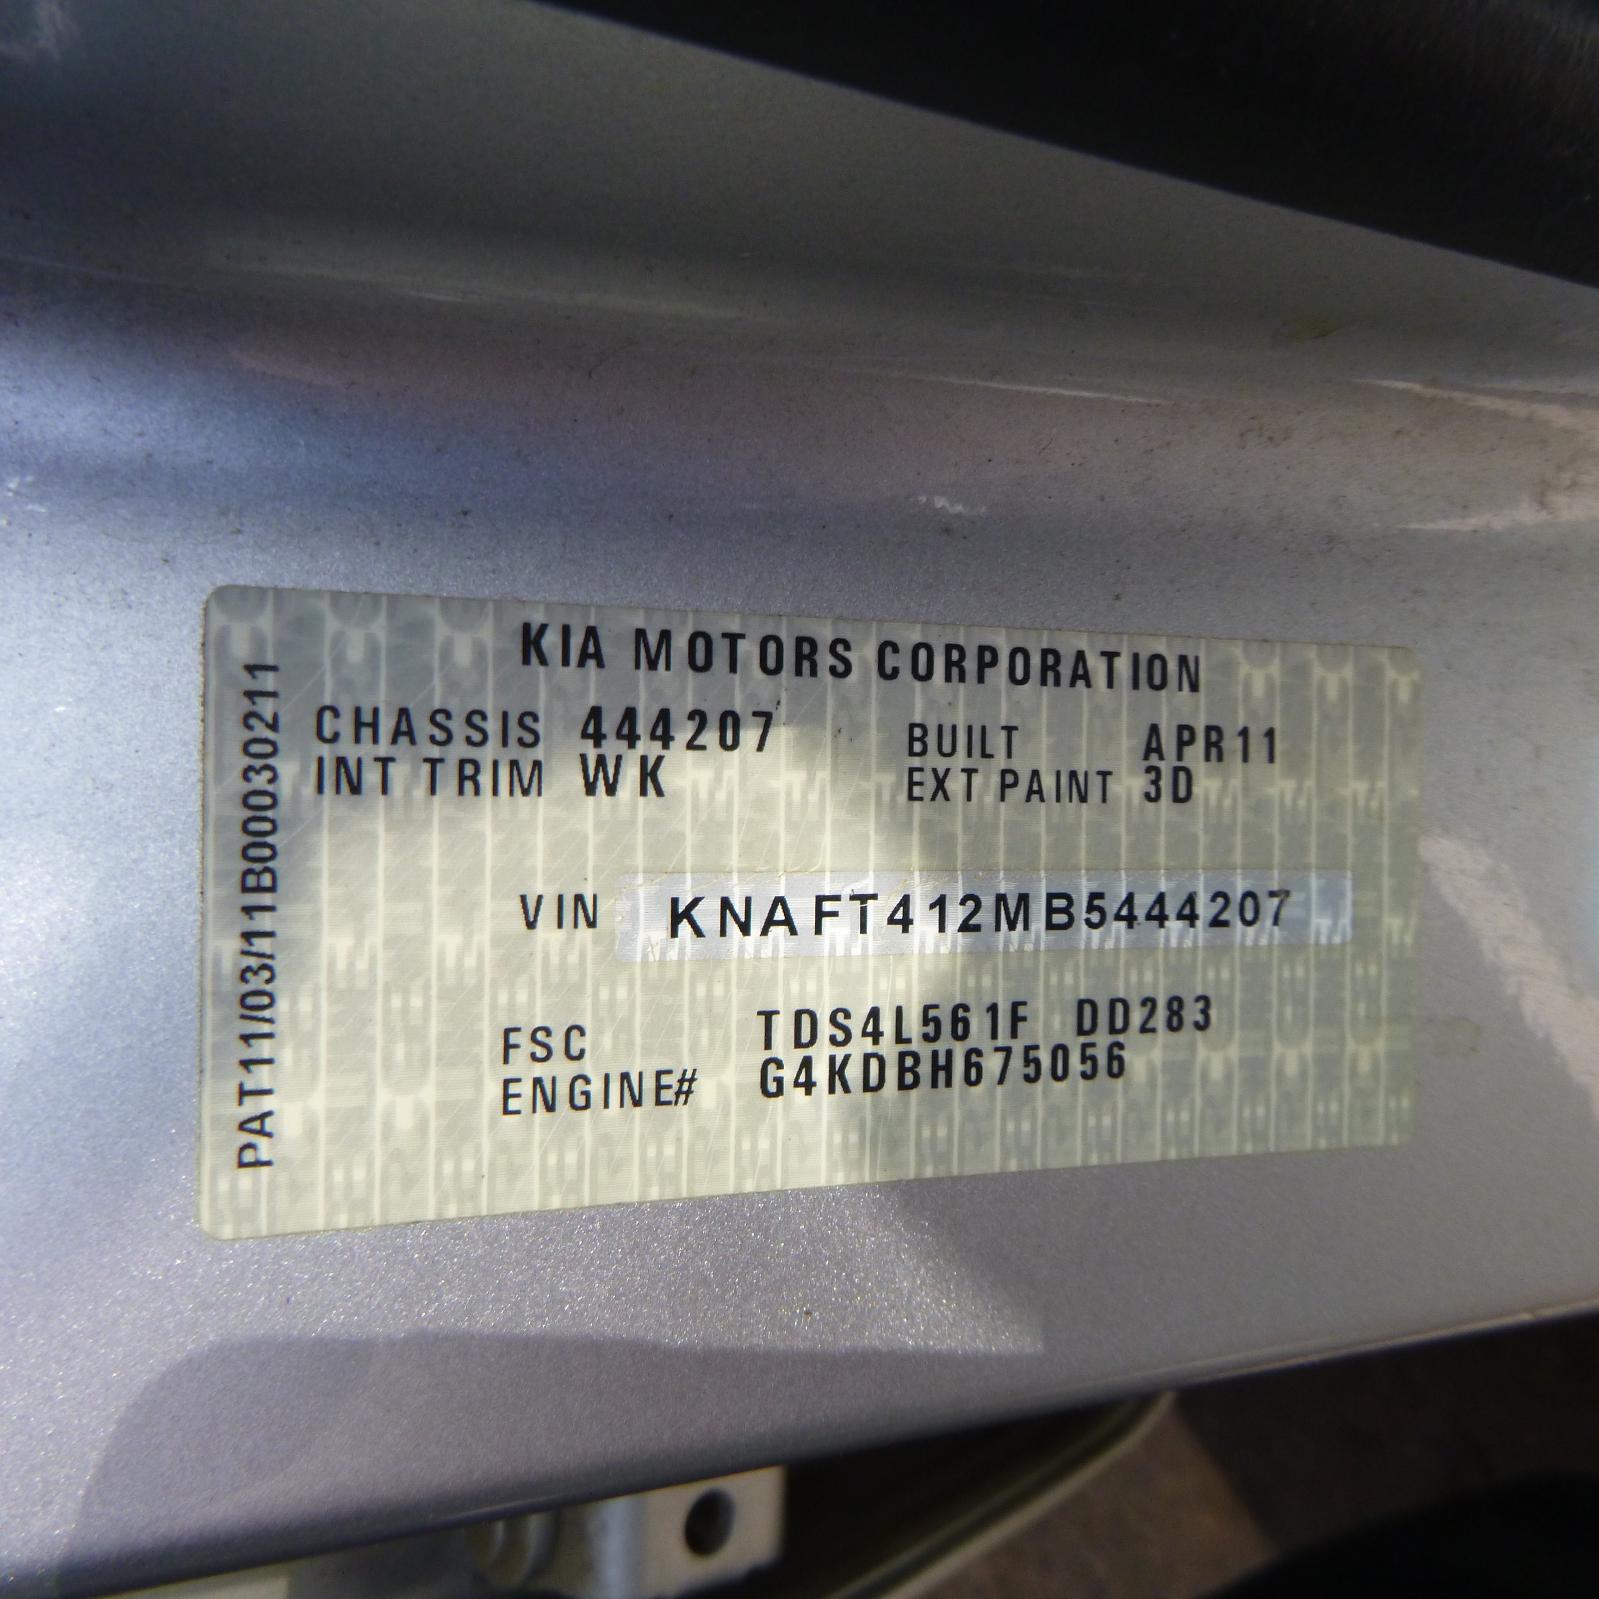 KIA MOTORS CORPORATION
CHASSIS 444207 BUILT APR11
INT TRIM WK EXT PAINT 3D
VIN KNAFT412MB5444207
FSC TDS4L561F DD283
ENGINE# G4KDBH675056
PAT11/03/11B00030211